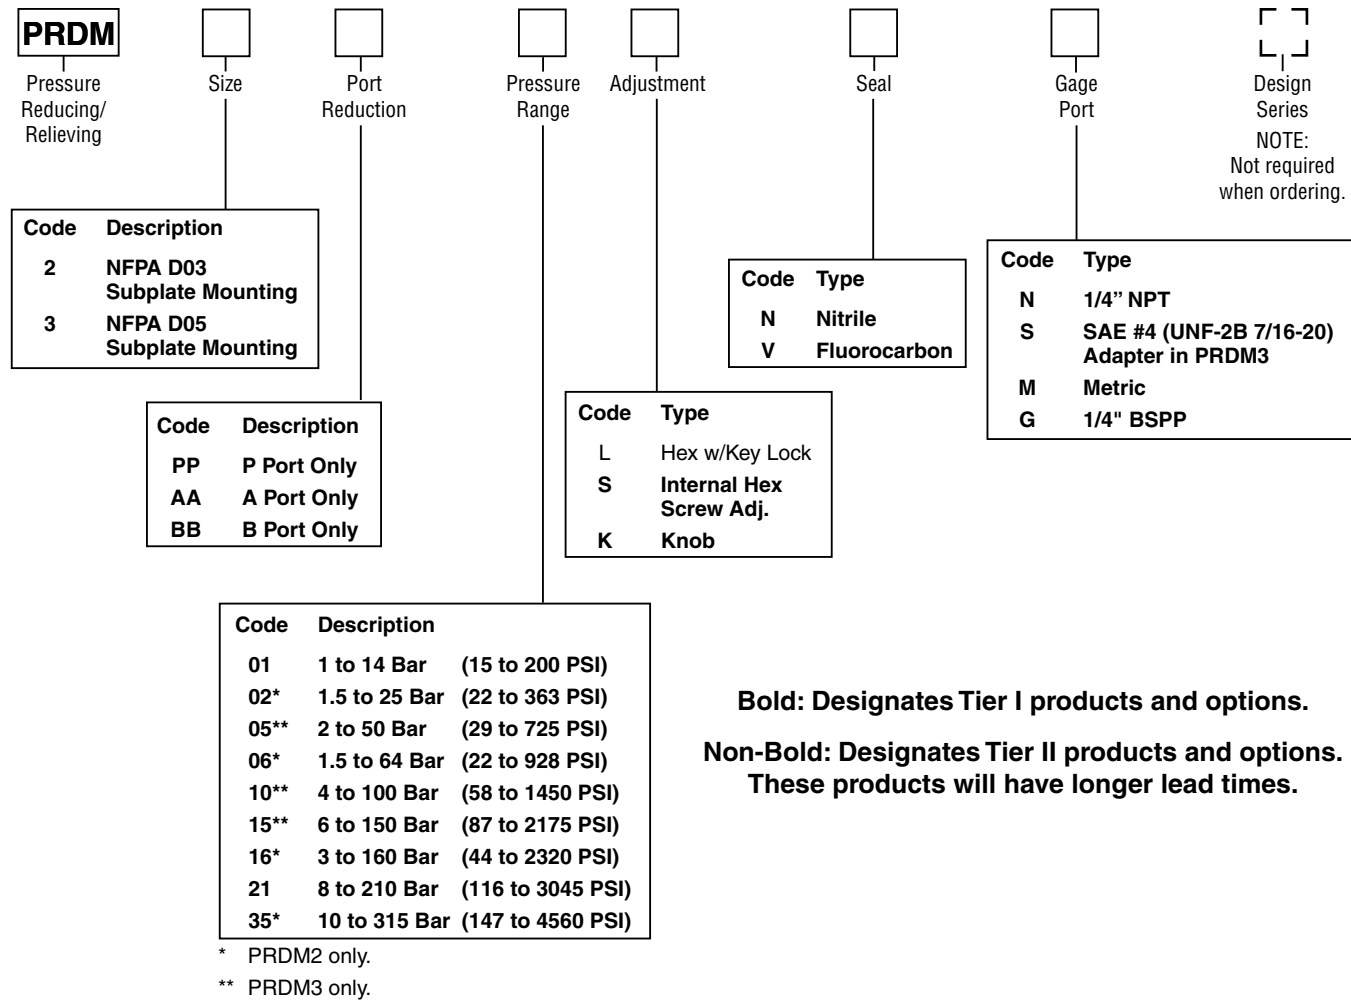 PRDM
Pressure
Reducing/
Relieving
Size
Port
Reduction
Pressure
Range
Adjustment
Seal
Gage
Port
Design
Series
NOTE:
Not required
when ordering.
Code Description
2 NFPA D03
Subplate Mounting
3 NFPA D05
Subplate Mounting
Code Description
PP P Port Only
AA A Port Only
BB B Port Only
Code Description
01 1 to 14 Bar (15 to 200 PSI)
02* 1.5 to 25 Bar (22 to 363 PSI)
05** 2 to 50 Bar (29 to 725 PSI)
06* 1.5 to 64 Bar (22 to 928 PSI)
10** 4 to 100 Bar (58 to 1450 PSI)
15** 6 to 150 Bar (87 to 2175 PSI)
16* 3 to 160 Bar (44 to 2320 PSI)
21 8 to 210 Bar (116 to 3045 PSI)
35* 10 to 315 Bar (147 to 4560 PSI)
* PRDM2 only.
** PRDM3 only.
Code Type
L Hex w/Key Lock
S Internal Hex
Screw Adj.
K Knob
Code Type
N Nitrile
V Fluorocarbon
Code Type
N 1/4” NPT
S SAE #4 (UNF-2B 7/16-20)
Adapter in PRDM3
M Metric
G 1/4" BSPP
Bold: Designates Tier I products and options.
Non-Bold: Designates Tier II products and options.
These products will have longer lead times.